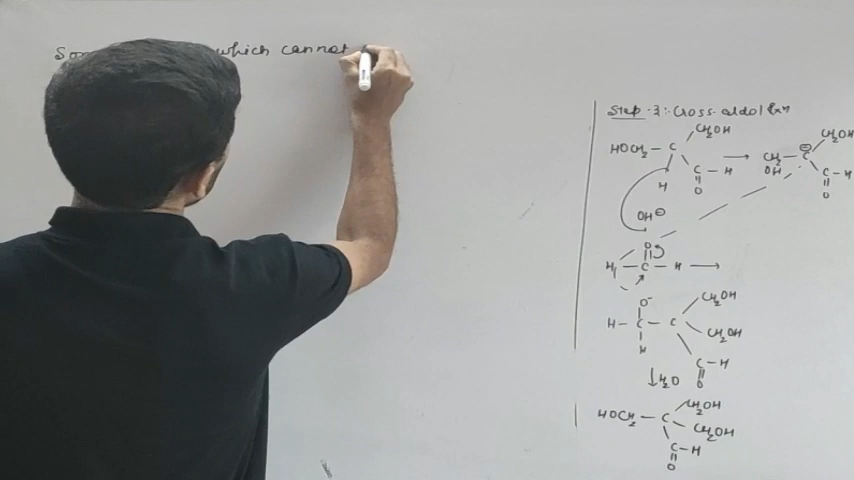 which cannot
Step-3:- Cross aldol Rxn
CH2OH
HOCH2 - C
C - H
O
H
OH⊖
CH2OH
CH2 - C⊖
OH
C - H
O
O
H - C - H
O-
CH2OH
H - C - C
CH2OH
H
C - H
O
↓H2O
CH2OH
HOCH2 - C
CH2OH
C - H
O